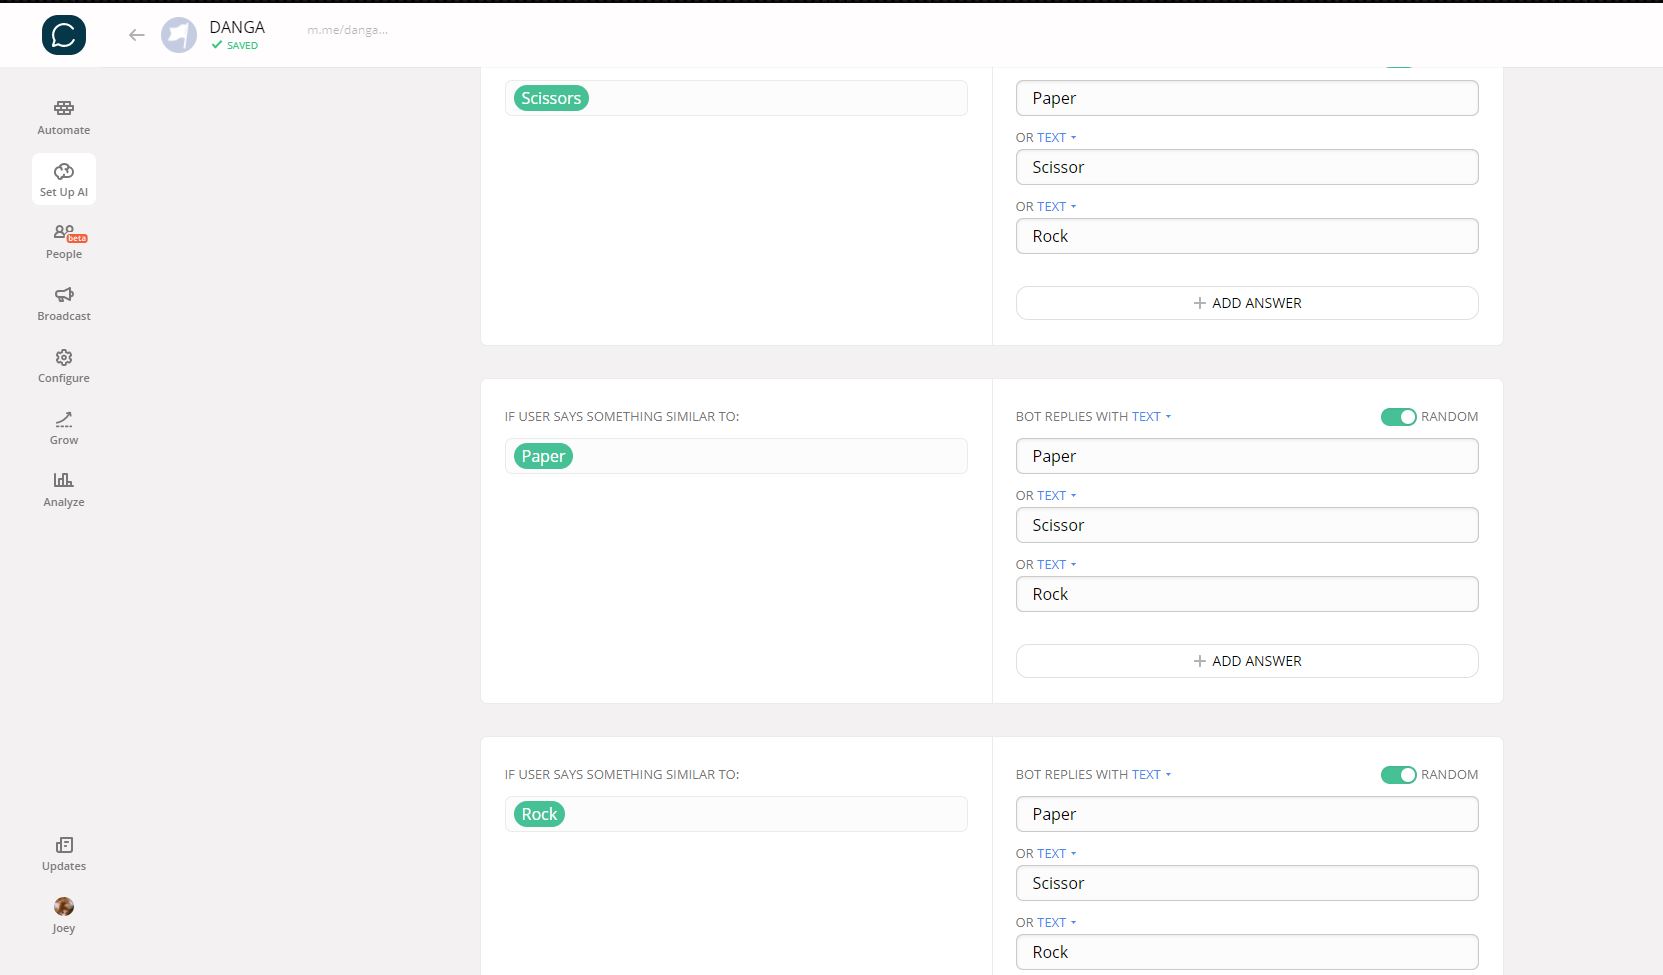 DANGA
SAVED
m.me/danga...
Automate
Set Up AI
beta
People
Broadcast
Configure
Grow
Analyze
Updates
Joey
Scissors
Paper
OR TEXT
Scissor
OR TEXT
Rock
+ ADD ANSWER
IF USER SAYS SOMETHING SIMILAR TO:
Paper
BOT REPLIES WITH TEXT
RANDOM
Paper
OR TEXT
Scissor
OR TEXT
Rock
+ ADD ANSWER
IF USER SAYS SOMETHING SIMILAR TO:
Rock
BOT REPLIES WITH TEXT
RANDOM
Paper
OR TEXT
Scissor
OR TEXT
Rock